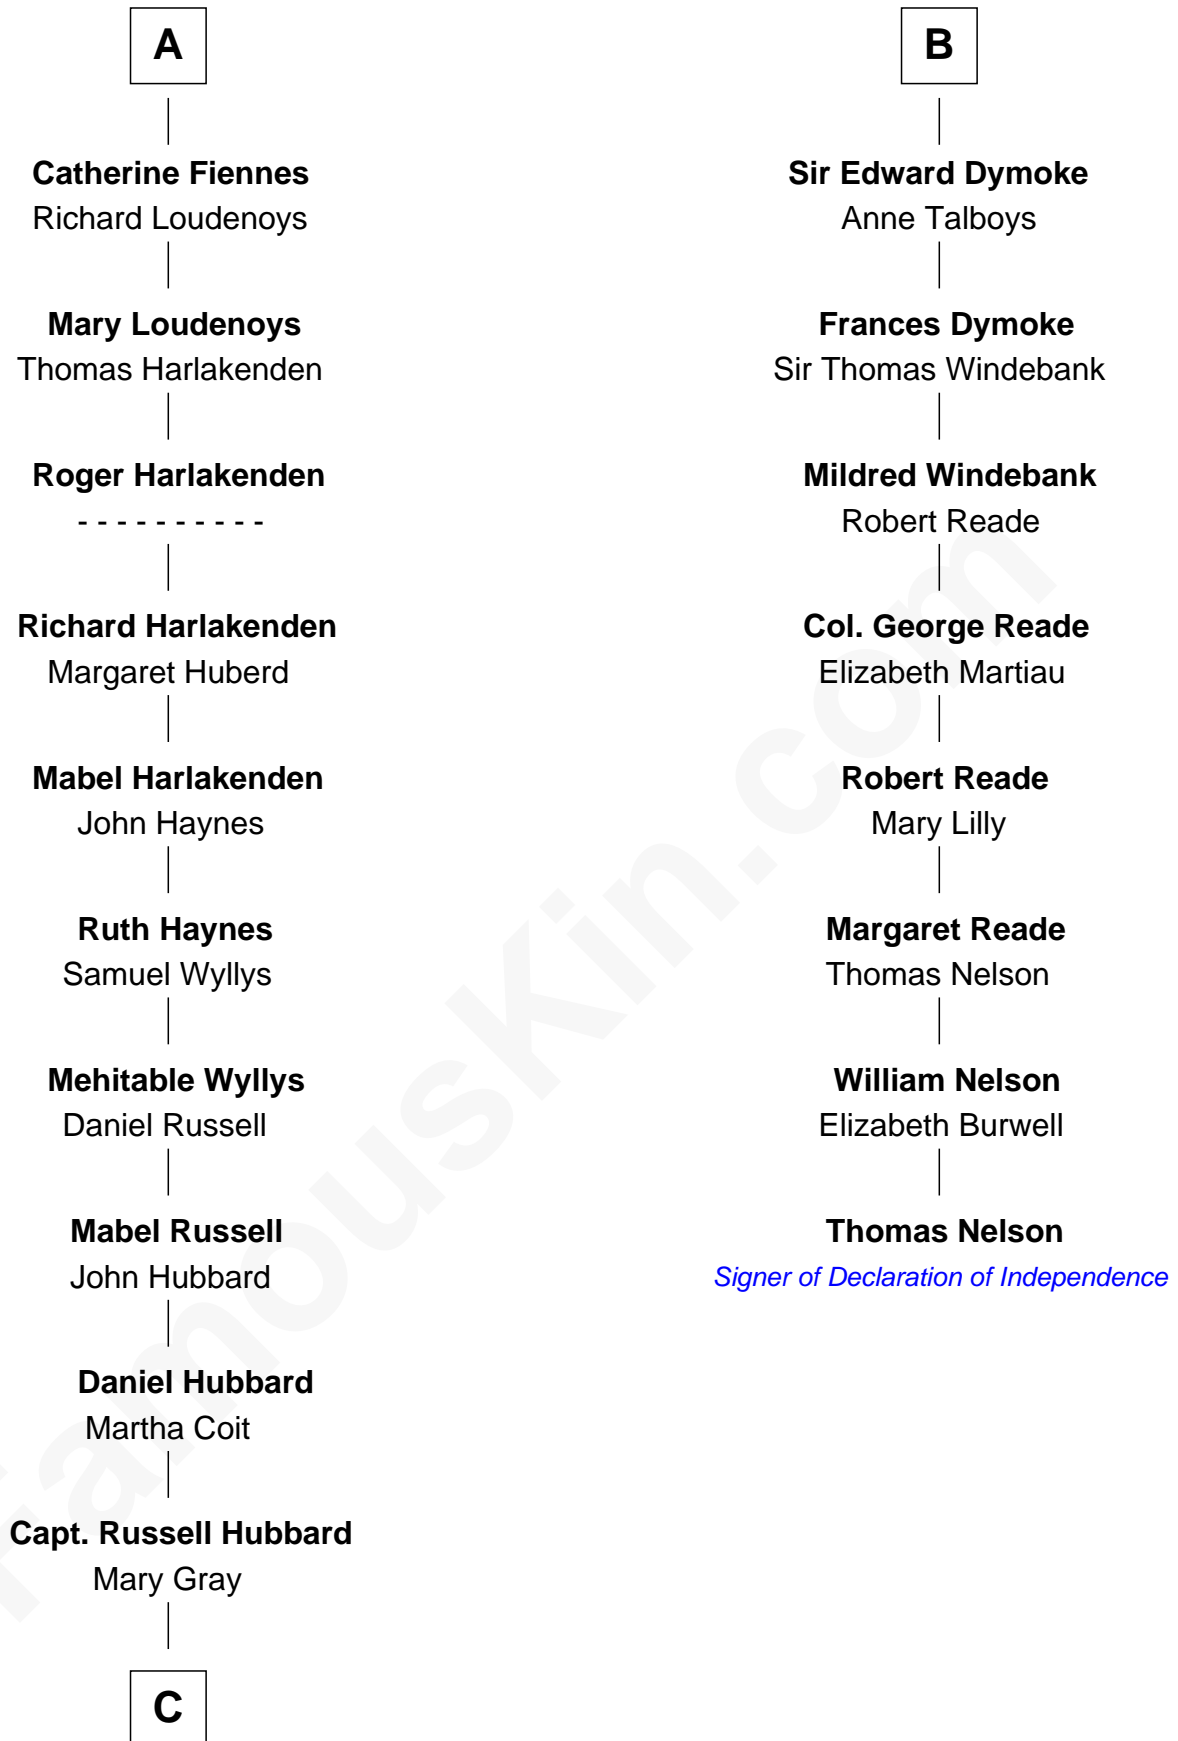 A
Catherine Fiennes
Richard Loudenoys
Mary Loudenoys
Thomas Harlakenden
Roger Harlakenden
- - - - - - - - - -
Richard Harlakenden
Margaret Huberd
Mabel Harlakenden
John Haynes
Ruth Haynes
Samuel Wyllys
Mehitable Wyllys
Daniel Russell
Mabel Russell
John Hubbard
Daniel Hubbard
Martha Coit
Capt. Russell Hubbard
Mary Gray
C
B
Sir Edward Dymoke
Anne Talboys
Frances Dymoke
Sir Thomas Windebank
Mildred Windebank
Robert Reade
Col. George Reade
Elizabeth Martiau
Robert Reade
Mary Lilly
Margaret Reade
Thomas Nelson
William Nelson
Elizabeth Burwell
Thomas Nelson
Signer of Declaration of Independence
FamousKin.com